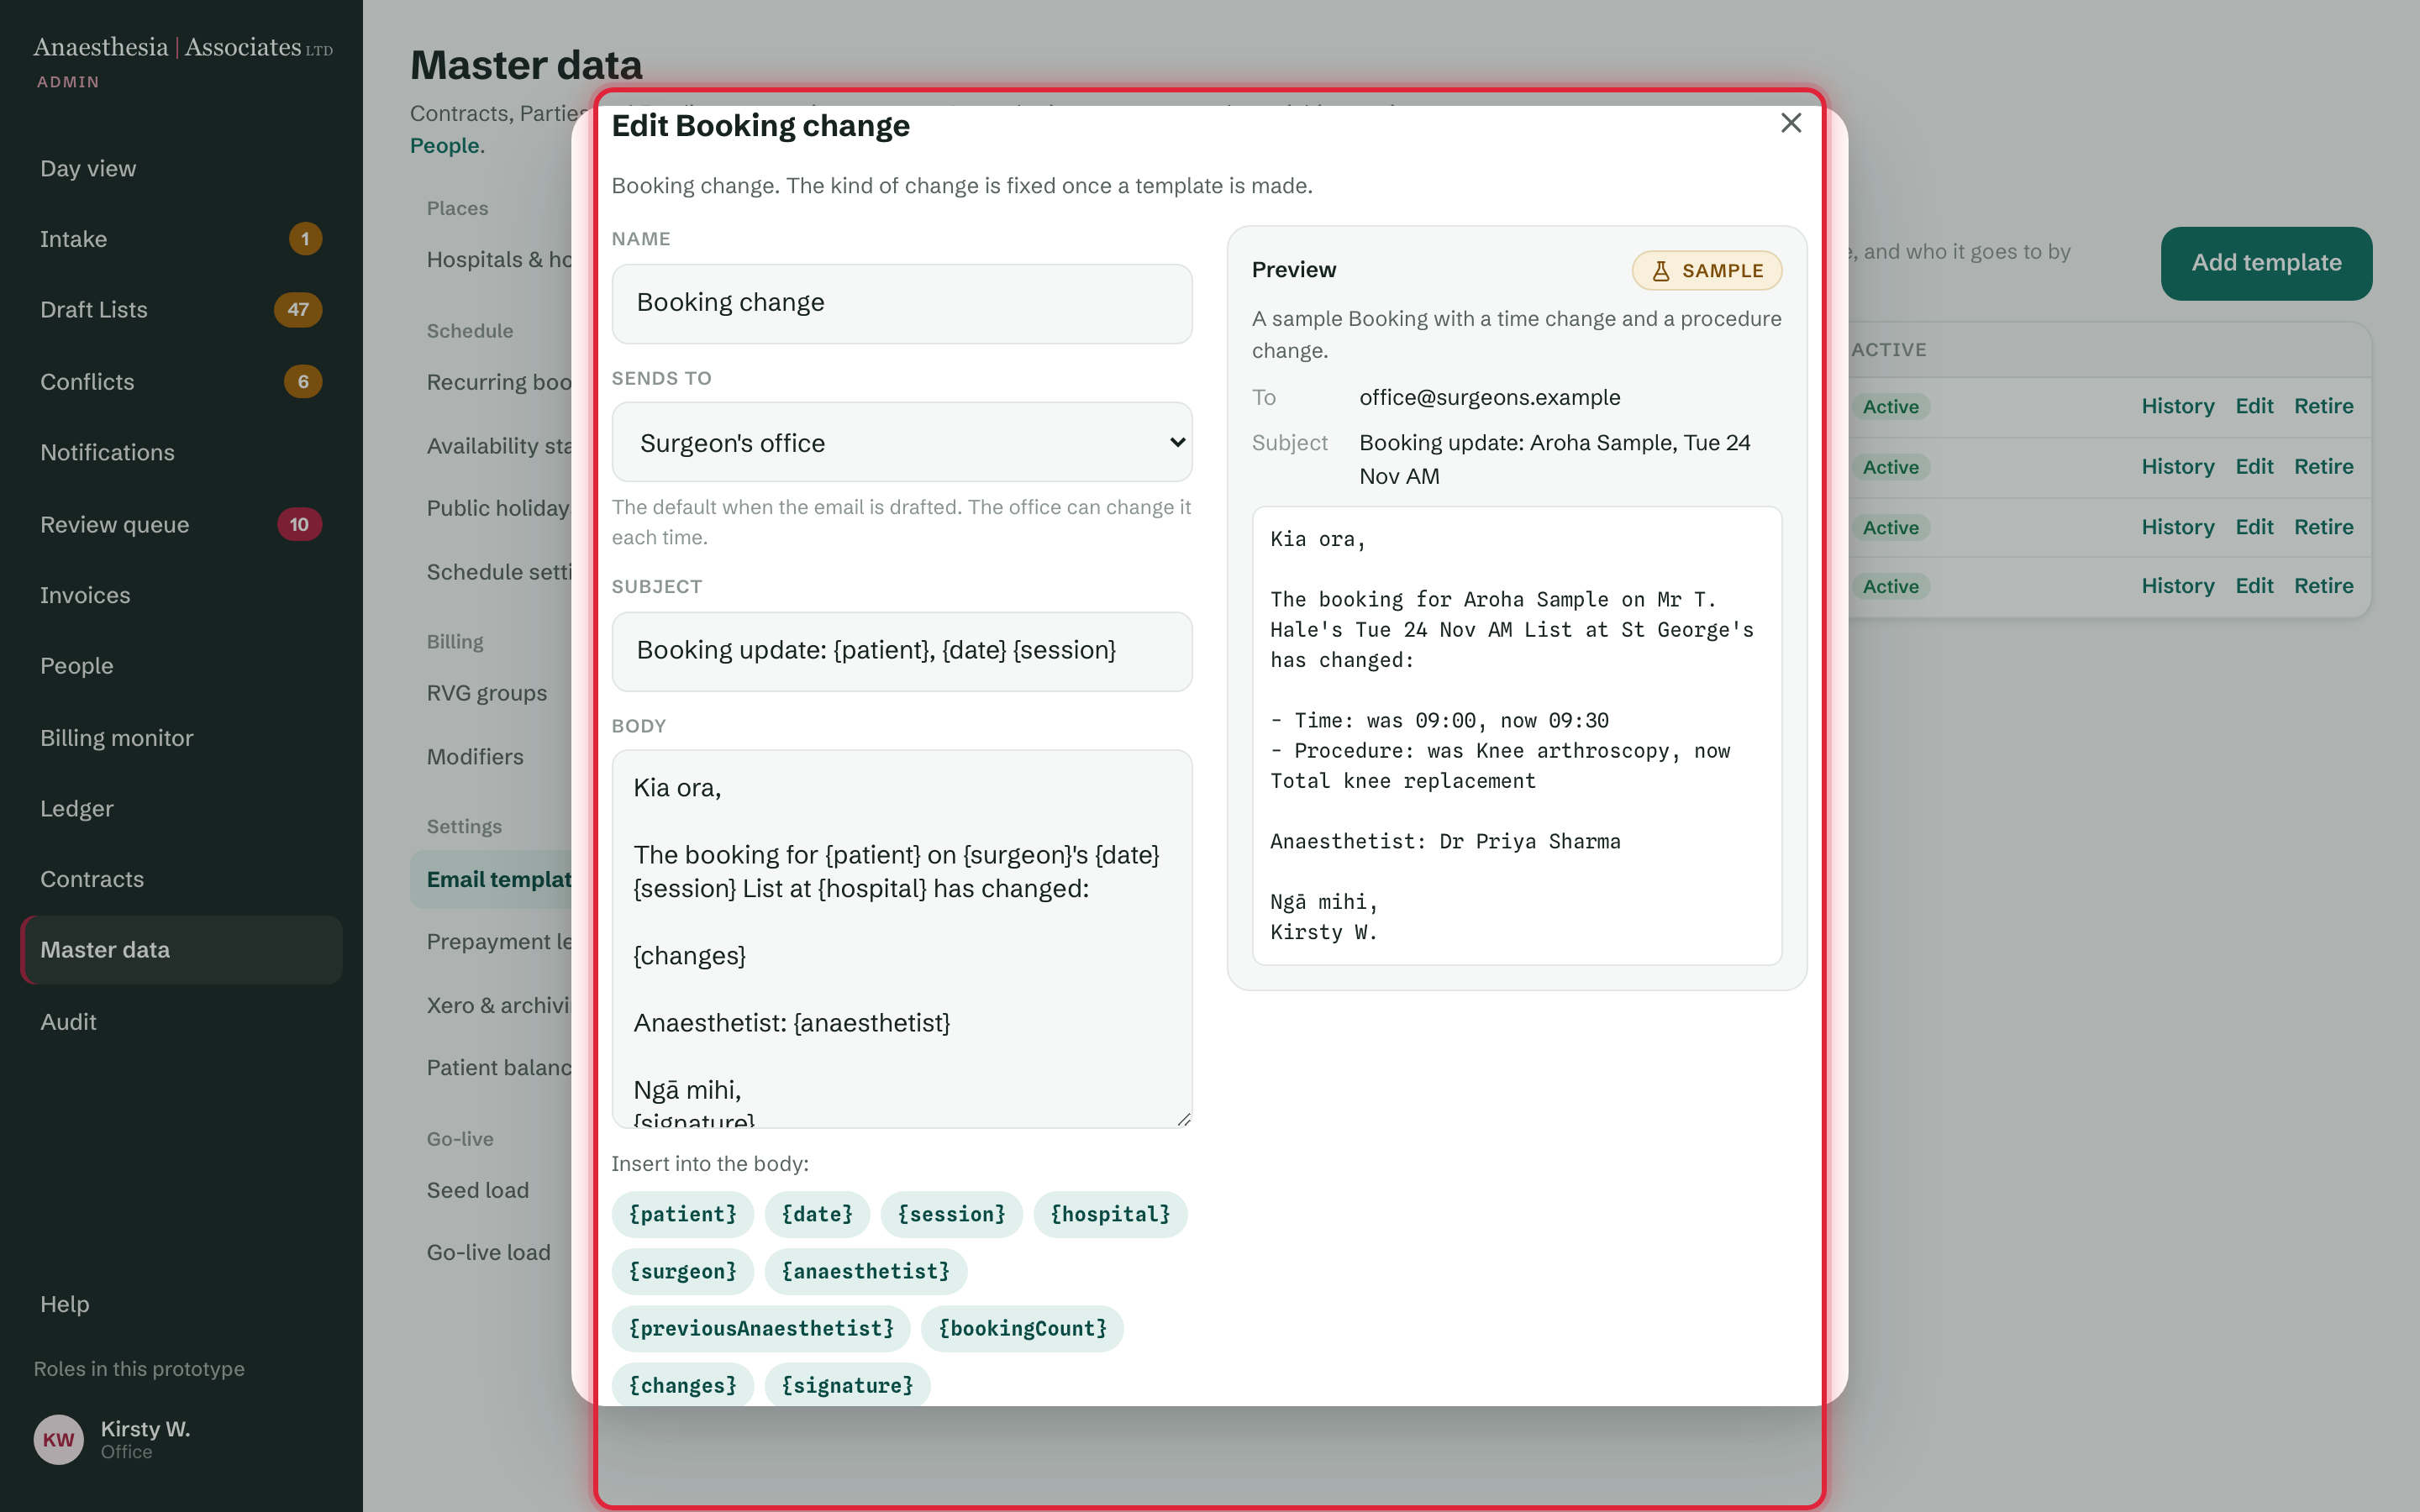 Anaesthesia | Associates LTD
ADMIN
Day view
Intake 1
Draft Lists 47
Conflicts 6
Notifications
Review queue 10
Invoices
People
Billing monitor
Ledger
Contracts
Master data
Audit
Help
Roles in this prototype
KW Kirsty W.
Office
Master data
Contracts, Parties
People.
Places
Hospitals & ho
Schedule
Recurring boo
Availability sta
Public holiday
Schedule setti
Billing
RVG groups
Modifiers
Settings
Email templat
Prepayment le
Xero & archivi
Patient balanc
Go-live
Seed load
Go-live load
Edit Booking change
Booking change. The kind of change is fixed once a template is made.
NAME
Booking change
SENDS TO
Surgeon's office
The default when the email is drafted. The office can change it
each time.
SUBJECT
Booking update: {patient}, {date} {session}
BODY
Kia ora,
The booking for {patient} on {surgeon}'s {date}
{session} List at {hospital} has changed:
{changes}
Anaesthetist: {anaesthetist}
Ngā mihi,
{signature}
Insert into the body:
{patient} {date} {session} {hospital}
{surgeon} {anaesthetist}
{previousAnaesthetist} {bookingCount}
{changes} {signature}
Preview
SAMPLE
A sample Booking with a time change and a procedure
change.
To office@surgeons.example
Subject Booking update: Aroha Sample, Tue 24
Nov AM
Kia ora,
The booking for Aroha Sample on Mr T.
Hale's Tue 24 Nov AM List at St George's
has changed:
- Time: was 09:00, now 09:30
- Procedure: was Knee arthroscopy, now
Total knee replacement
Anaesthetist: Dr Priya Sharma
Ngā mihi,
Kirsty W.
, and who it goes to by
Add template
ACTIVE
Active History Edit Retire
Active History Edit Retire
Active History Edit Retire
Active History Edit Retire